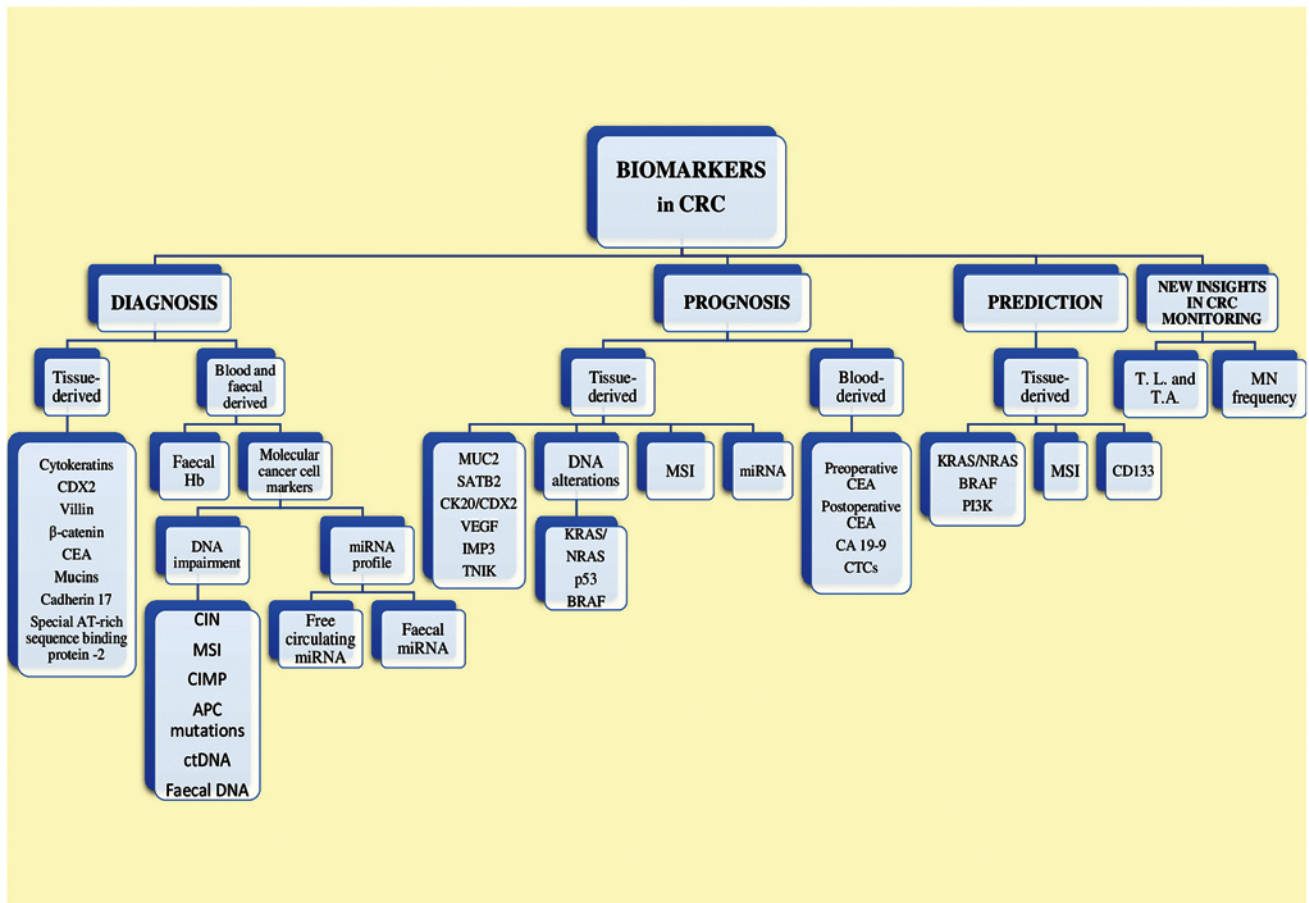 BIOMARKERS
in CRC
DIAGNOSIS
PROGNOSIS
PREDICTION
NEW INSIGHTS
IN CRC
MONITORING
Tissue-
derived
Blood and
faecal
derived
Tissue-
derived
Blood-
derived
Tissue-
derived
T. L. and
T.A.
MN
frequency
Cytokeratins
CDX2
Villin
β-catenin
CEA
Mucins
Cadherin 17
Special AT-rich
sequence binding
protein -2
Faecal
Hb
Molecular
cancer cell
markers
DNA
impairment
miRNA
profile
CIN
MSI
CIMP
APC
mutations
ctDNA
Faecal DNA
Free
circulating
miRNA
Faecal
miRNA
MUC2
SATB2
CK20/CDX2
VEGF
IMP3
TNIK
DNA
alterations
KRAS/
NRAS
p53
BRAF
MSI
miRNA
Preoperative
CEA
Postoperative
CEA
CA 19-9
CTCs
KRAS/NRAS
BRAF
PI3K
MSI
CD133